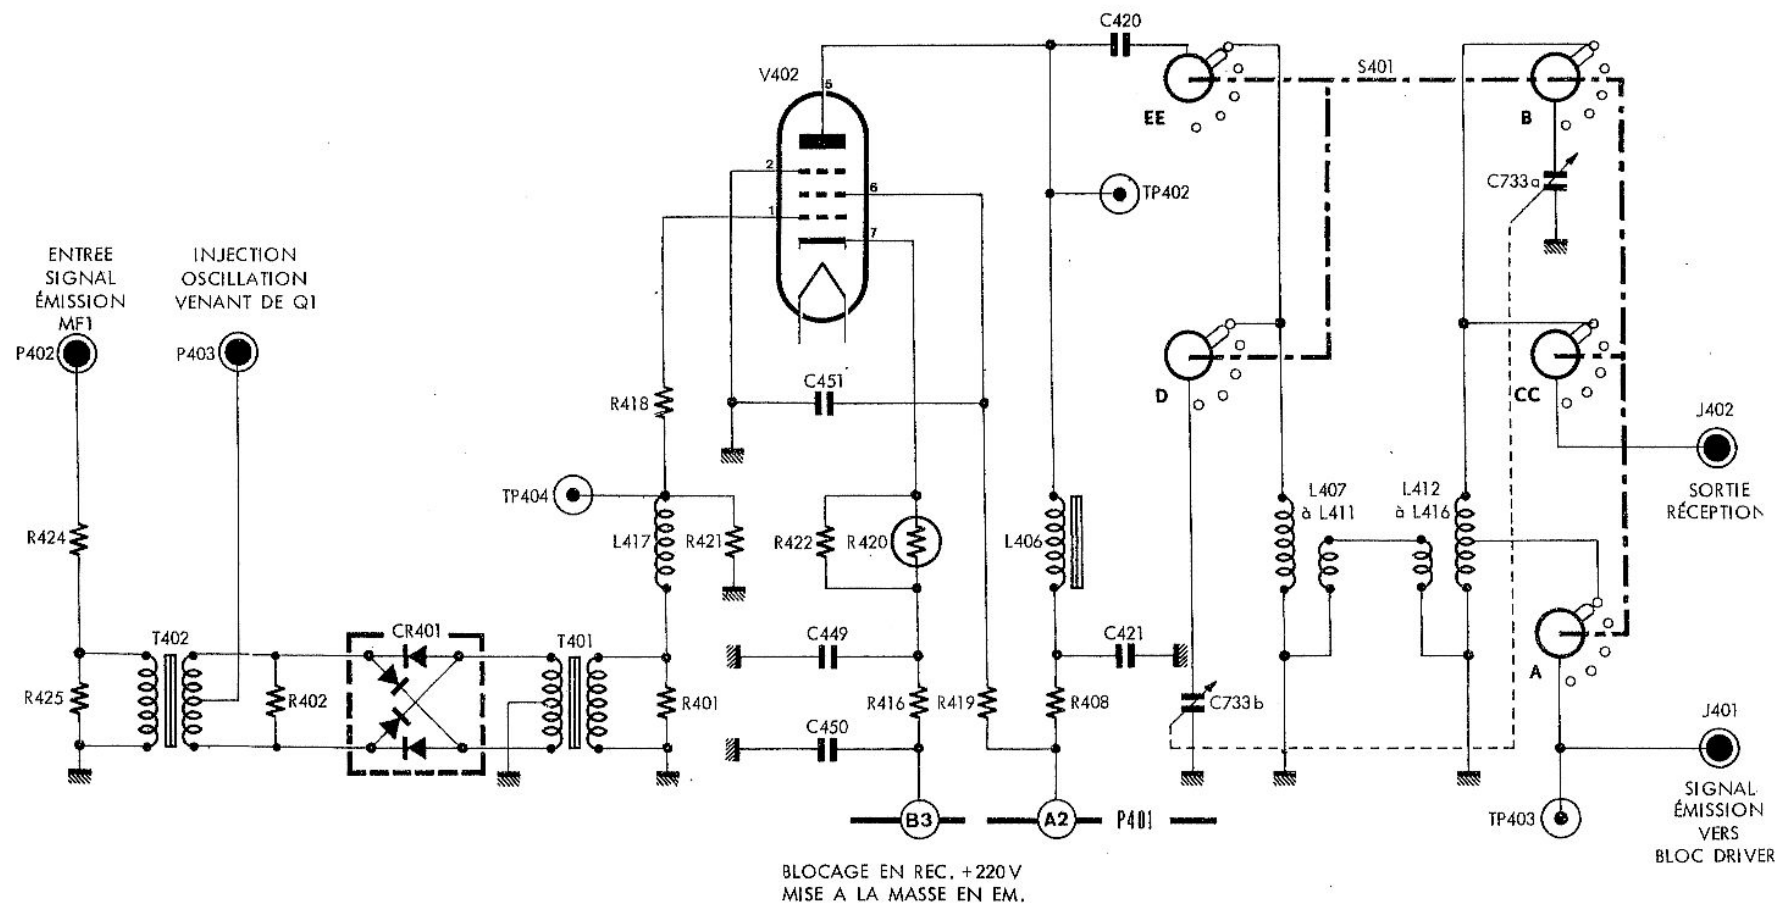 C420
V402
5
S401
EE
B
2
6
TP402
C733a
1
7
ENTREE
SIGNAL
ÉMISSION
MF1
INJECTION
OSCILLATION
VENANT DE Q1
P402
P403
C451
R418
D
CC
J402
TP404
L407
à L411
L412
à L416
SORTIE
RÉCEPTION
R424
L417
R421
R422
R420
L406
T402
CR401
T401
C449
C421
A
R425
R402
R401
R416
R419
R408
C733b
C450
J401
B3
A2
P401
TP403
SIGNAL
ÉMISSION
VERS
BLOC DRIVER
BLOCAGE EN REC. +220V
MISE A LA MASSE EN EM.